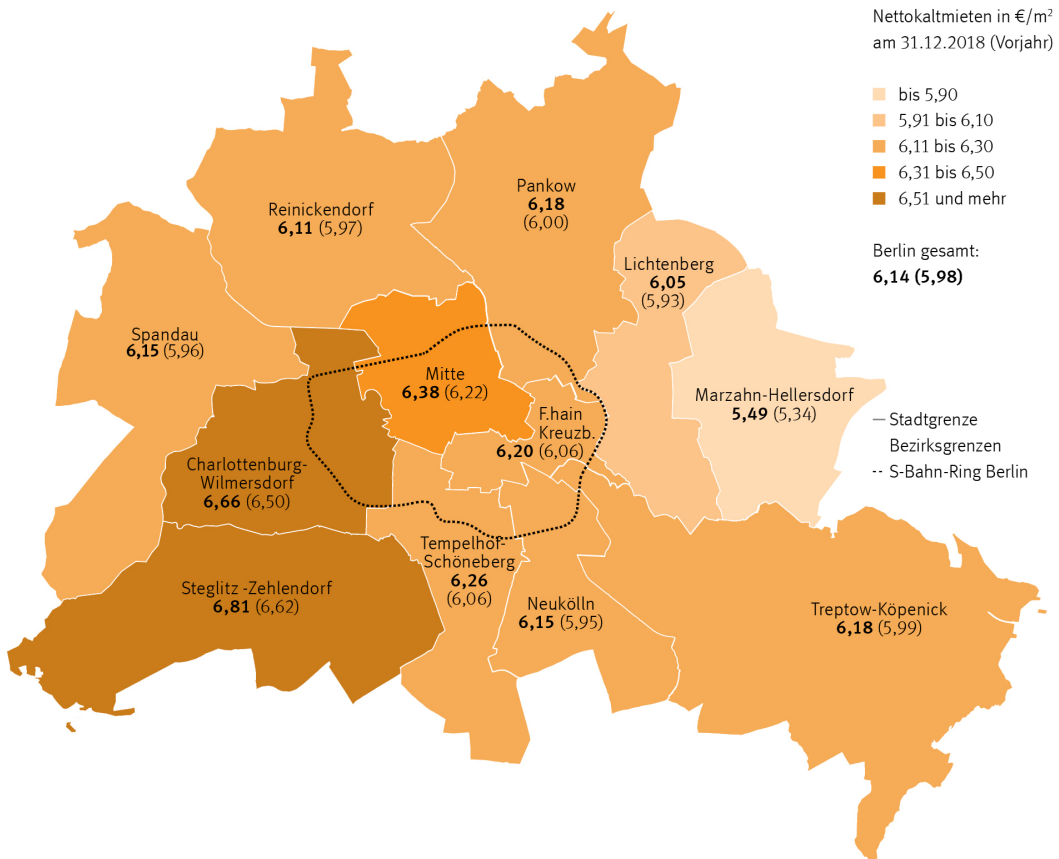 Nettokaltmieten in €/m²
am 31.12.2018 (Vorjahr)
bis 5,90
5,91 bis 6,10
6,11 bis 6,30
6,31 bis 6,50
6,51 und mehr
Berlin gesamt:
6,14 (5,98)
Stadtgrenze
Bezirksgrenzen
S-Bahn-Ring Berlin
Pankow
6,18
(6,00)
Reinickendorf
6,11 (5,97)
Lichtenberg
6,05
(5,93)
Spandau
6,15 (5,96)
Mitte
6,38 (6,22)
Marzahn-Hellersdorf
5,49 (5,34)
F.hain
Kreuzb.
6,20 (6,06)
Charlottenburg-
Wilmersdorf
6,66 (6,50)
Tempelhof-
Schöneberg
6,26
(6,06)
Steglitz -Zehlendorf
6,81 (6,62)
Neukölln
6,15 (5,95)
Treptow-Köpenick
6,18 (5,99)